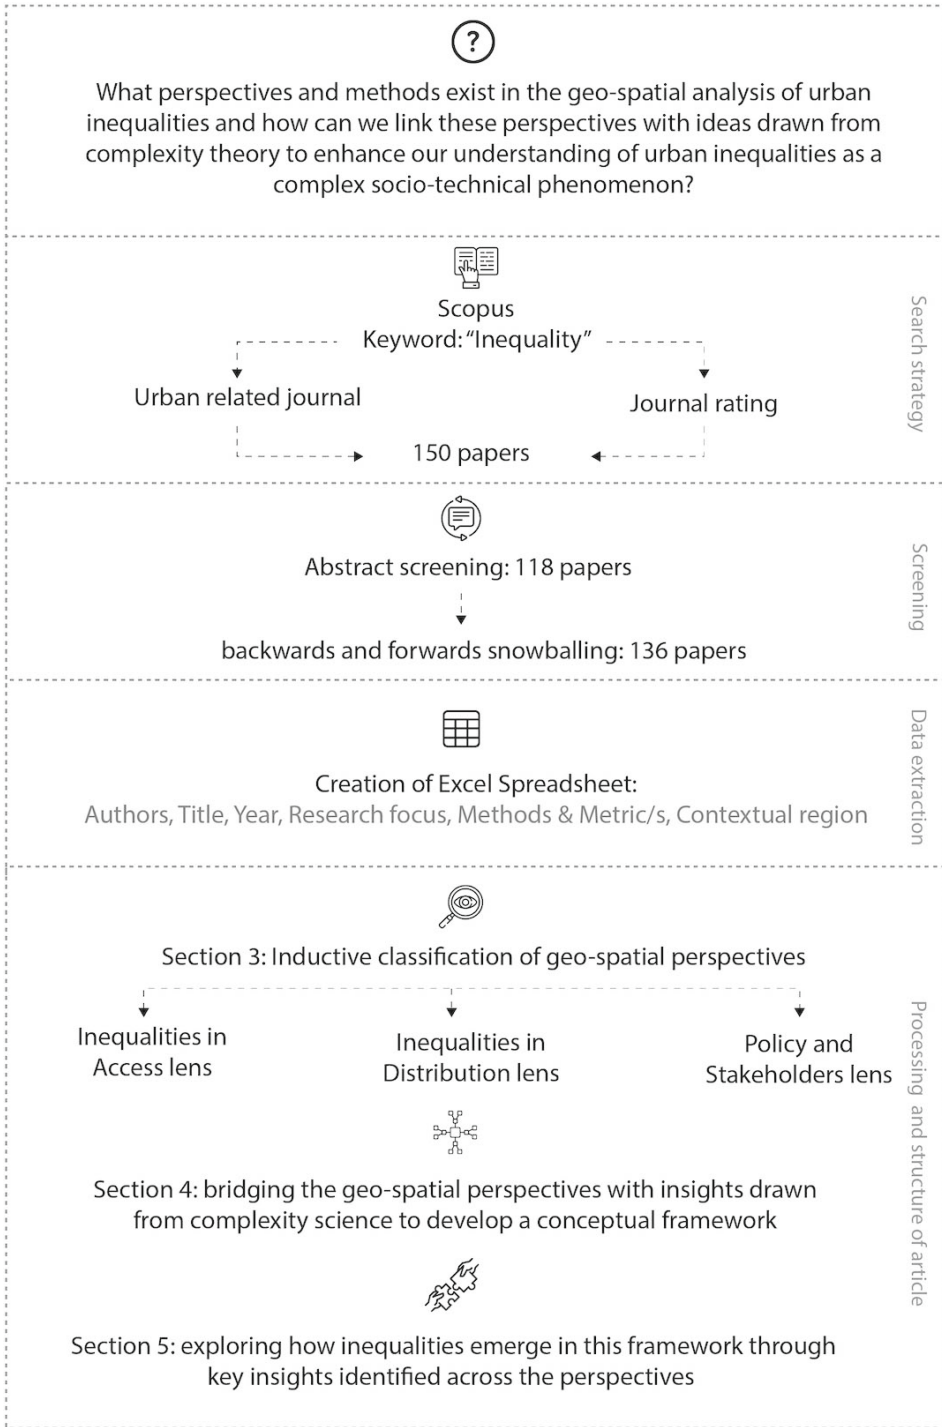 ?
What perspectives and methods exist in the geo-spatial analysis of urban
inequalities and how can we link these perspectives with ideas drawn from
complexity theory to enhance our understanding of urban inequalities as a
complex socio-technical phenomenon?
Search strategy
Scopus
Keyword: “Inequality”
Urban related journal
Journal rating
150 papers
Screening
Abstract screening: 118 papers
backwards and forwards snowballing: 136 papers
Data extraction
Creation of Excel Spreadsheet:
Authors, Title, Year, Research focus, Methods & Metric/s, Contextual region
Processing and structure of article
Section 3: Inductive classification of geo-spatial perspectives
Inequalities in
Access lens
Inequalities in
Distribution lens
Policy and
Stakeholders lens
Section 4: bridging the geo-spatial perspectives with insights drawn
from complexity science to develop a conceptual framework
Section 5: exploring how inequalities emerge in this framework through
key insights identified across the perspectives